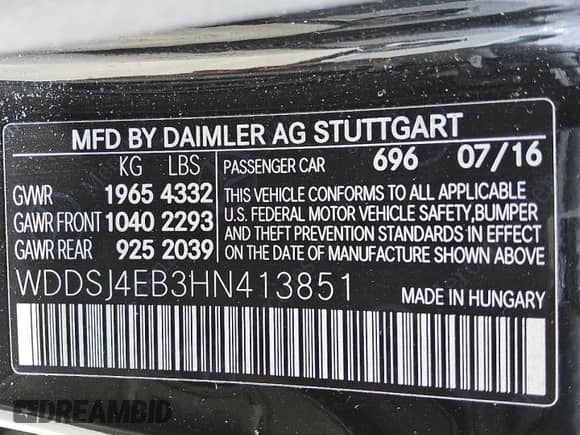 MFD BY DAIMLER AG STUTTGART
KG LBS PASSENGER CAR 696 07/16
GVWR 1965 4332
GAWR FRONT 1040 2293
GAWR REAR 925 2039
THIS VEHICLE CONFORMS TO ALL APPLICABLE
U.S. FEDERAL MOTOR VEHICLE SAFETY,BUMPER
AND THEFT PREVENTION STANDARDS IN EFFECT
ON THE DATE OF MANUFACTURE SHOWN ABOVE
WDDSJ4EB3HN413851
MADE IN HUNGARY
DREAMBID